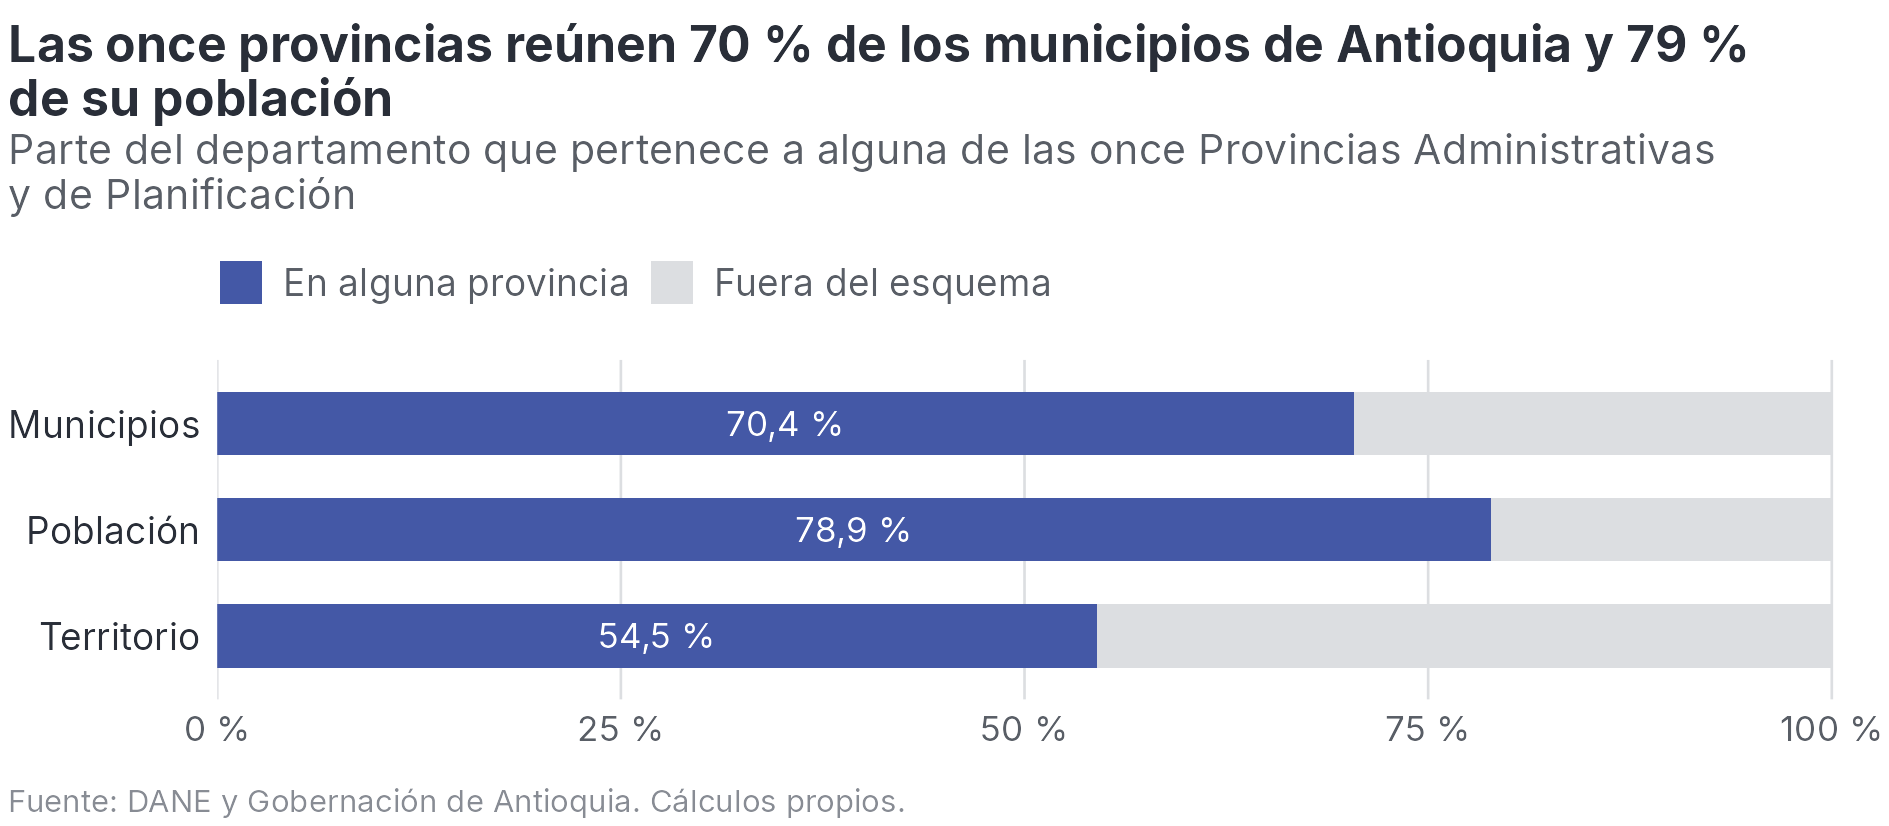 Las once provincias reúnen 70 % de los municipios de Antioquia y 79 %
de su población
Parte del departamento que pertenece a alguna de las once Provincias Administrativas
y de Planificación
En alguna provincia Fuera del esquema
Municipios 70,4 %
Población 78,9 %
Territorio 54,5 %
0 % 25 % 50 % 75 % 100 %
Fuente: DANE y Gobernación de Antioquia. Cálculos propios.